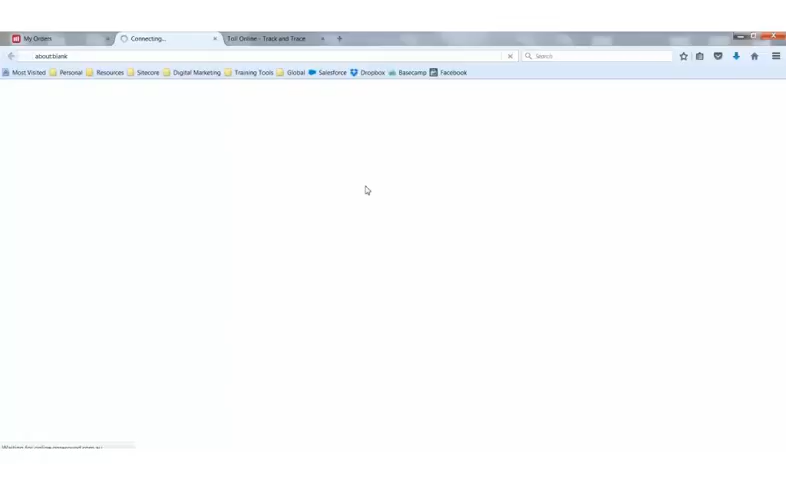 My Orders Connecting... Toll Online - Track and Trace
about:blank Search
Most Visited Personal Resources Sitecore Digital Marketing Training Tools Global Salesforce Dropbox Basecamp Facebook